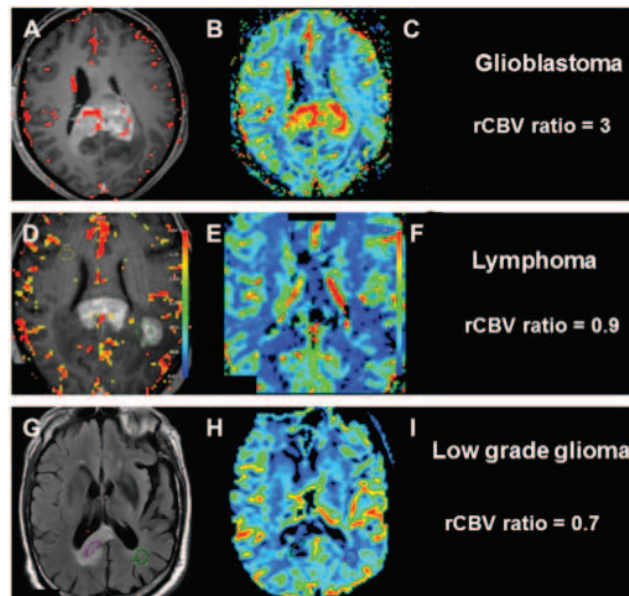 A
B
C
Glioblastoma
rCBV ratio = 3
D
E
F
Lymphoma
rCBV ratio = 0.9
G
H
I
Low grade glioma
rCBV ratio = 0.7